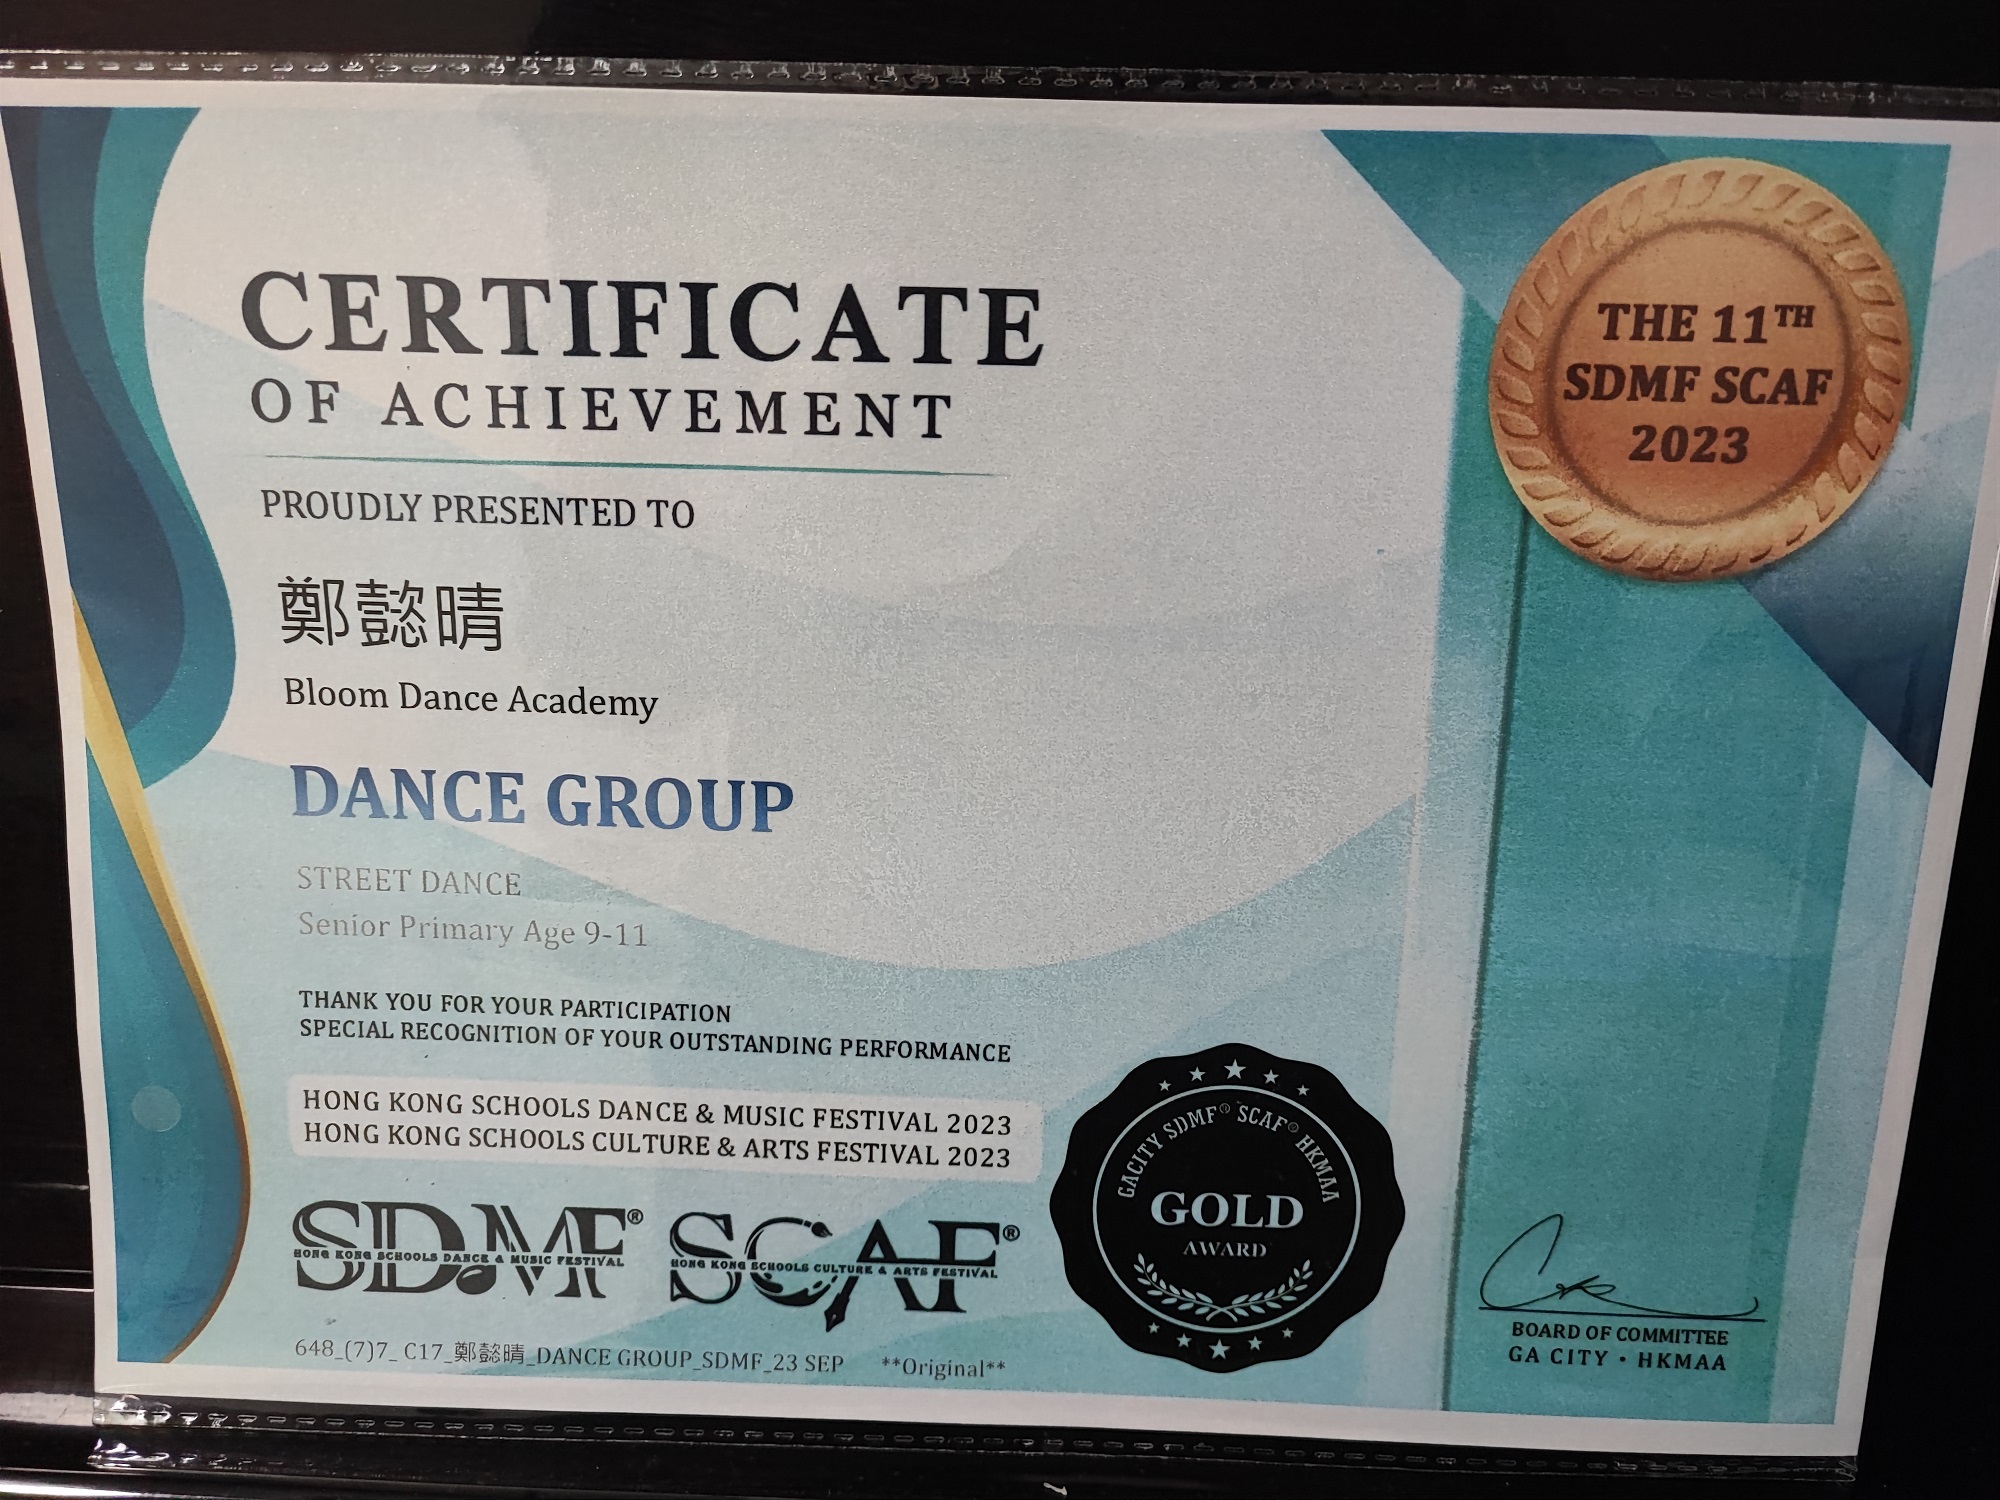 CERTIFICATE
OF ACHIEVEMENT
PROUDLY PRESENTED TO
鄭懿晴
Bloom Dance Academy
DANCE GROUP
STREET DANCE
Senior Primary Age 9-11
THANK YOU FOR YOUR PARTICIPATION
SPECIAL RECOGNITION OF YOUR OUTSTANDING PERFORMANCE
HONG KONG SCHOOLS DANCE & MUSIC FESTIVAL 2023
HONG KONG SCHOOLS CULTURE & ARTS FESTIVAL 2023
SDMF®
HONG KONG SCHOOLS DANCE & MUSIC FESTIVAL
SCAF®
HONG KONG SCHOOLS CULTURE & ARTS FESTIVAL
648_(7)7_ C17_鄭懿晴_DANCE GROUP_SDMF_23 SEP **Original**
THE 11TH
SDMF SCAF
2023
GACITY SDMF® SCAF® HKMAA
GOLD
AWARD
BOARD OF COMMITTEE
GA CITY • HKMAA